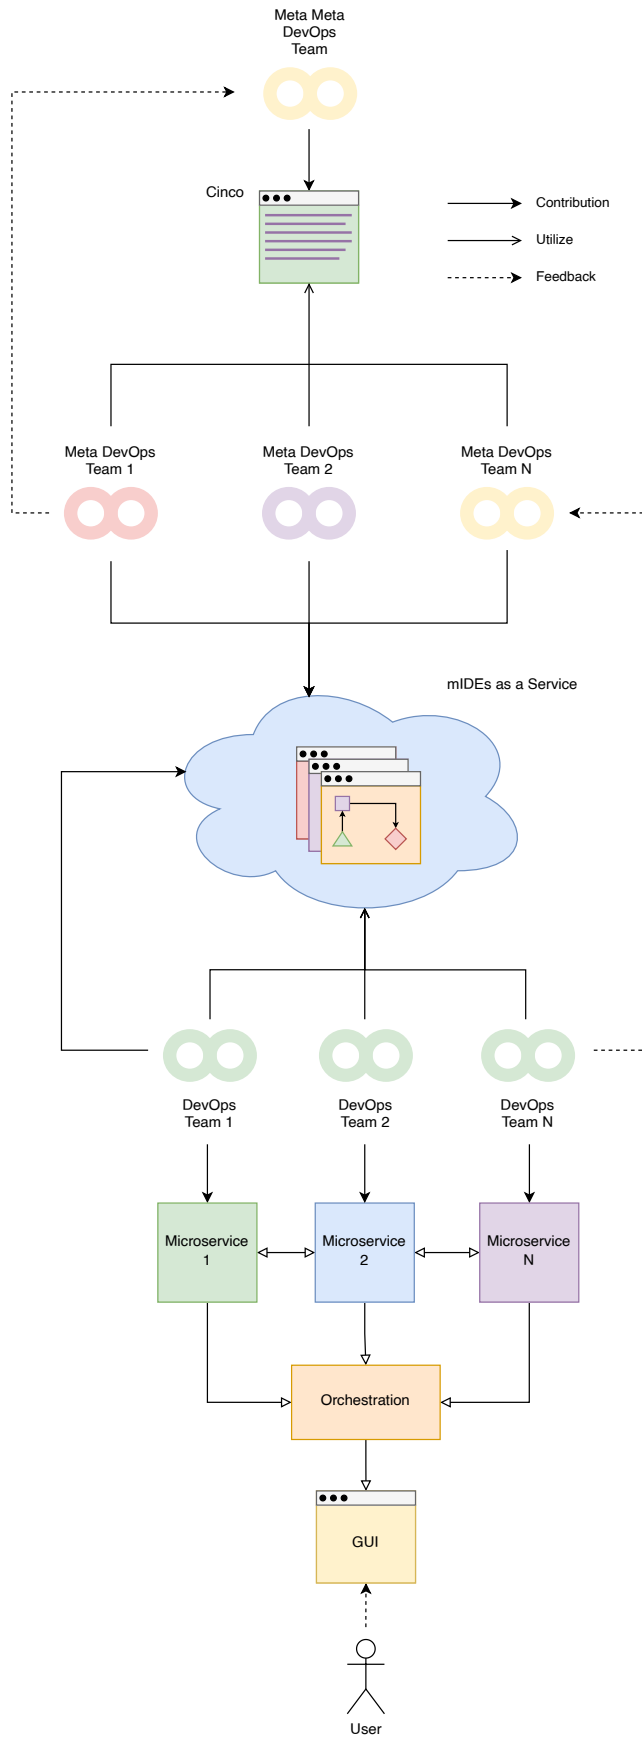 Meta Meta
DevOps
Team
Cinco
Contribution
Utilize
Feedback
Meta DevOps
Team 1
Meta DevOps
Team 2
Meta DevOps
Team N
mIDEs as a Service
DevOps
Team 1
DevOps
Team 2
DevOps
Team N
Microservice
1
Microservice
2
Microservice
N
Orchestration
GUI
User